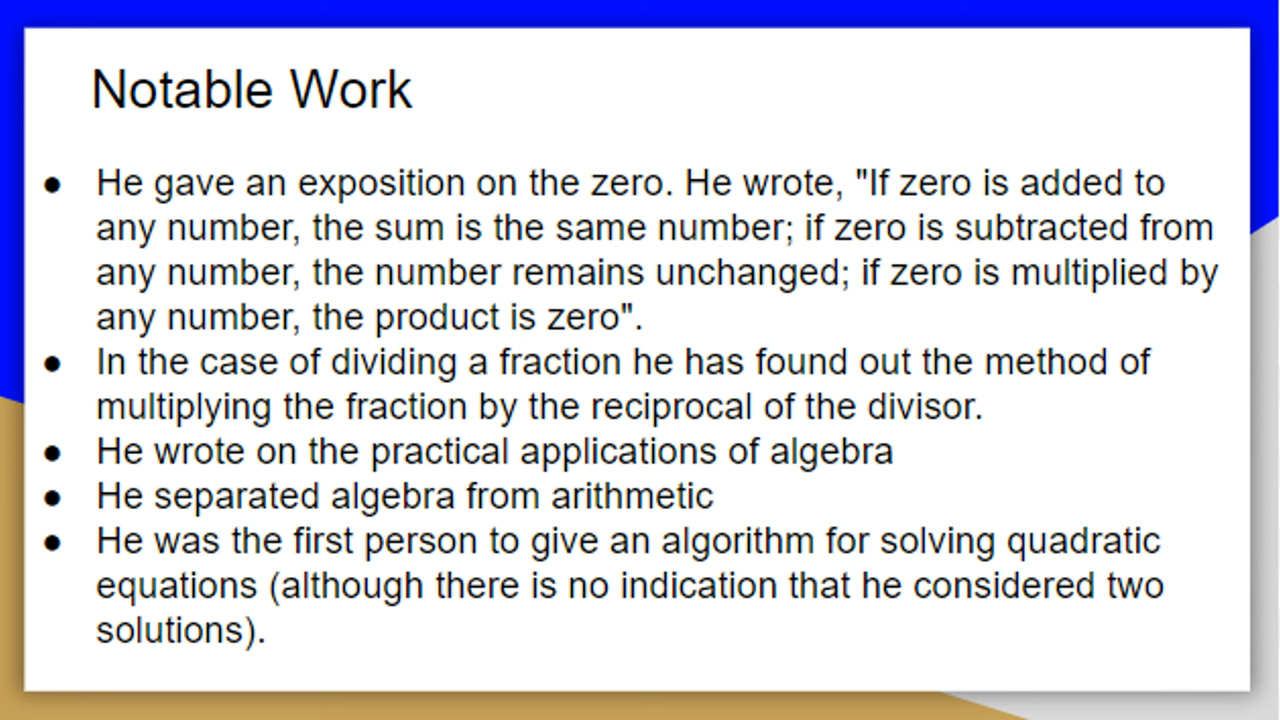 Notable Work
● He gave an exposition on the zero. He wrote, "If zero is added to
any number, the sum is the same number; if zero is subtracted from
any number, the number remains unchanged; if zero is multiplied by
any number, the product is zero".
● In the case of dividing a fraction he has found out the method of
multiplying the fraction by the reciprocal of the divisor.
● He wrote on the practical applications of algebra
● He separated algebra from arithmetic
● He was the first person to give an algorithm for solving quadratic
equations (although there is no indication that he considered two
solutions).